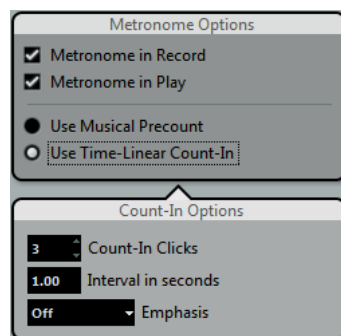 Metronome Options
Metronome in Record
Metronome in Play
Use Musical Precount
Use Time-Linear Count-In
Count-In Options
3 Count-In Clicks
1.00 Interval in seconds
Off Emphasis